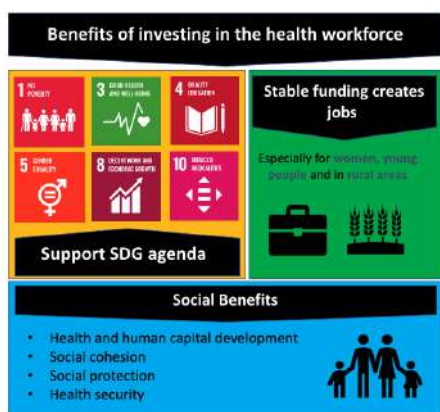 Benefits of investing in the health workforce
1 NO
POVERTY
3 GOOD HEALTH
AND WELL-BEING
4 QUALITY
EDUCATION
5 GENDER
EQUALITY
8 DECENT WORK AND
ECONOMIC GROWTH
10 REDUCED
INEQUALITIES
Support SDG agenda
Stable funding creates
jobs
Especially for women, young
people and in rural areas
Social Benefits
• Health and human capital development
• Social cohesion
• Social protection
• Health security